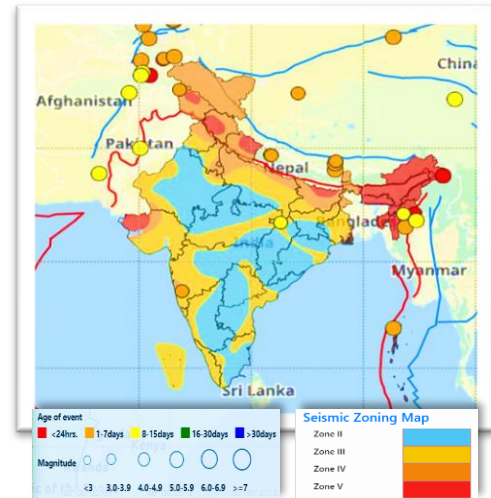 China
Afghanistan
Pakistan
Nepal
Banglade
India
Myanmar
Sri Lanka
Age of event
<24hrs. 1-7days 8-15days 16-30days >30days
Magnitude
<3 3.0-3.9 4.0-4.9 5.0-5.9 6.0-6.9 >=7
Seismic Zoning Map
Zone II
Zone III
Zone IV
Zone V